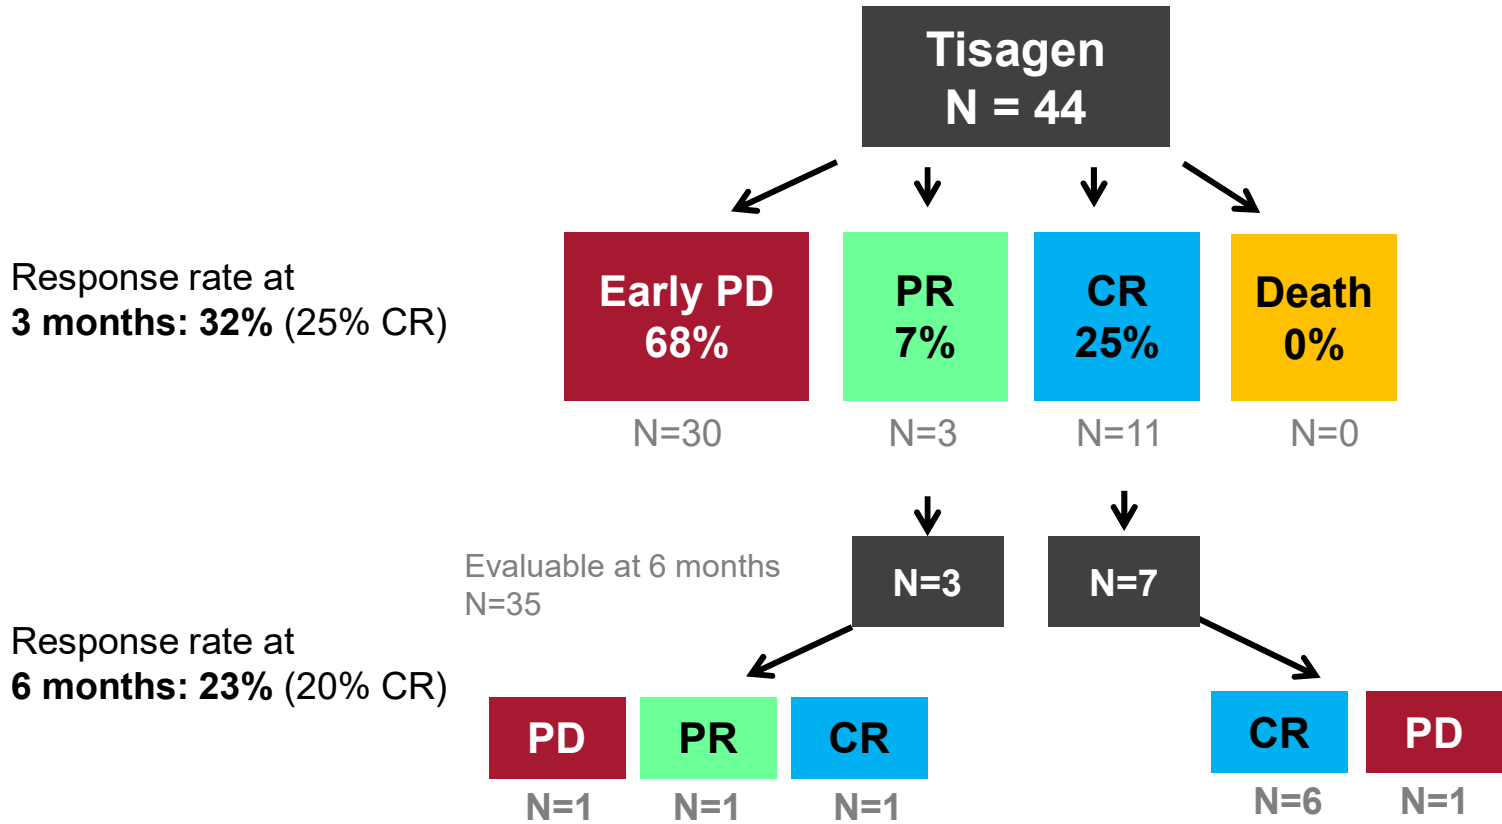 Tisagen
N = 44
Response rate at
3 months: 32% (25% CR)
Early PD
68%
N=30
PR
7%
N=3
CR
25%
N=11
Death
0%
N=0
Evaluable at 6 months
N=35
N=3
N=7
Response rate at
6 months: 23% (20% CR)
PD
N=1
PR
N=1
CR
N=1
CR
N=6
PD
N=1